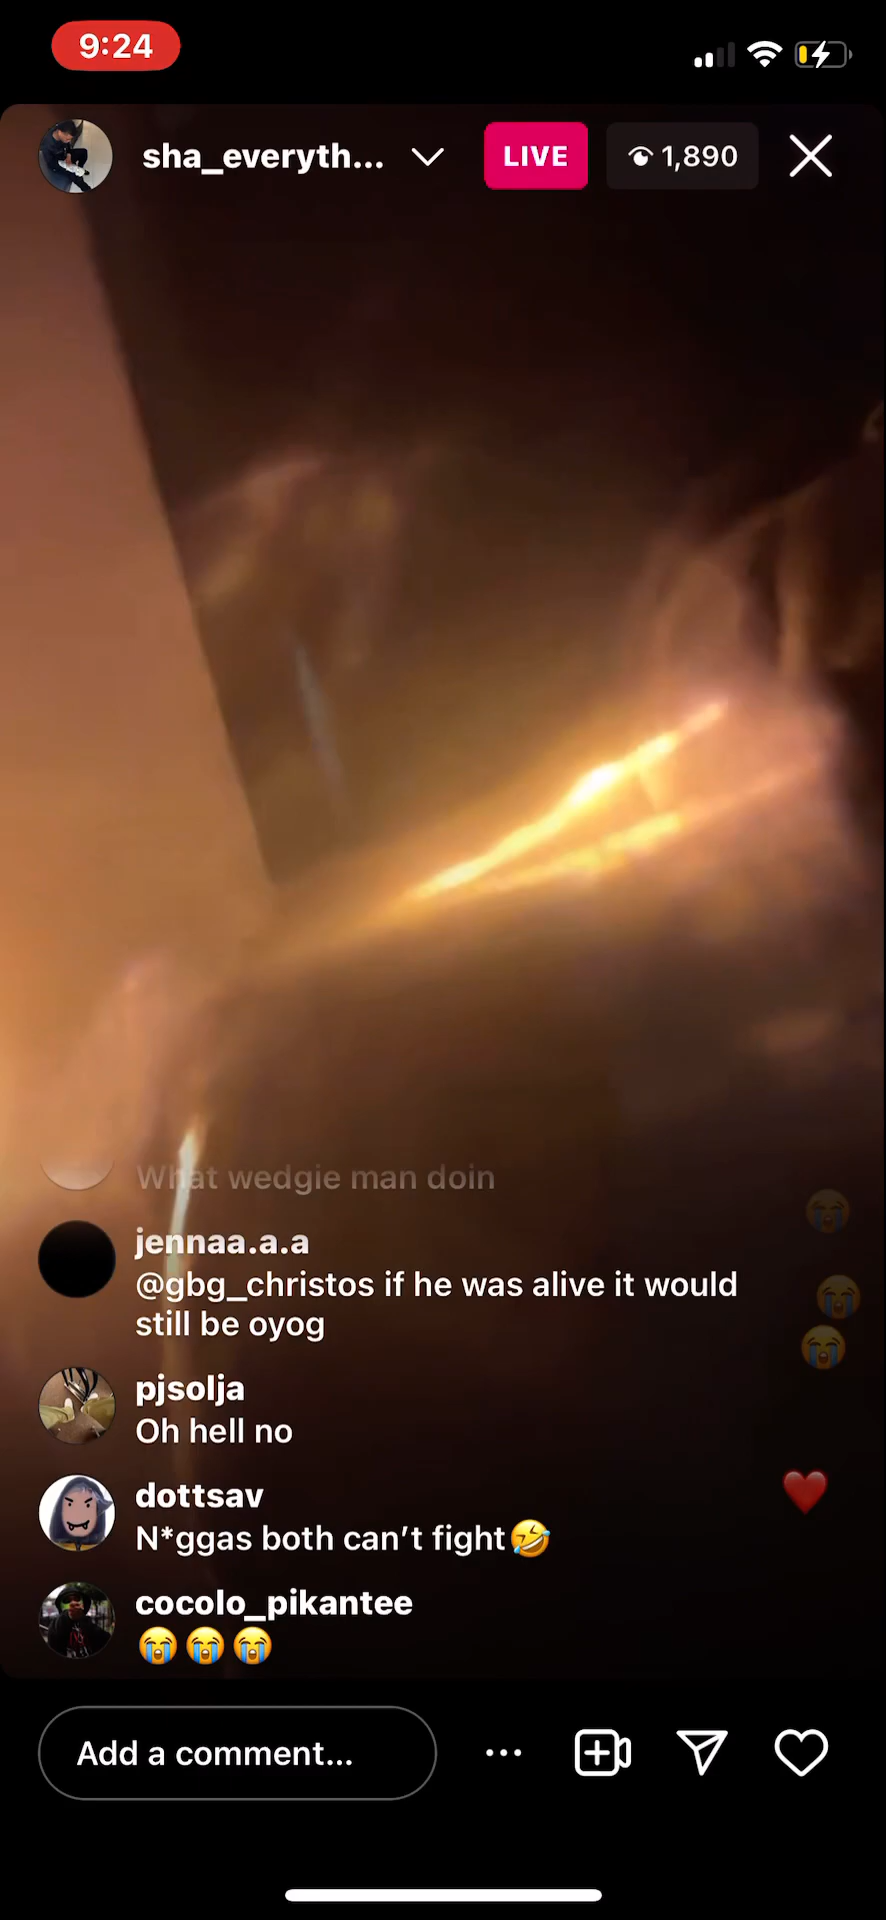 9:24
sha_everyth...
LIVE
1,890
What wedgie man doin
jennaa.a.a
@gbg_christos if he was alive it would
still be oyog
pjsolja
Oh hell no
dottsav
N*ggas both can't fight🤣
cocolo_pikantee
😭😭😭
Add a comment...